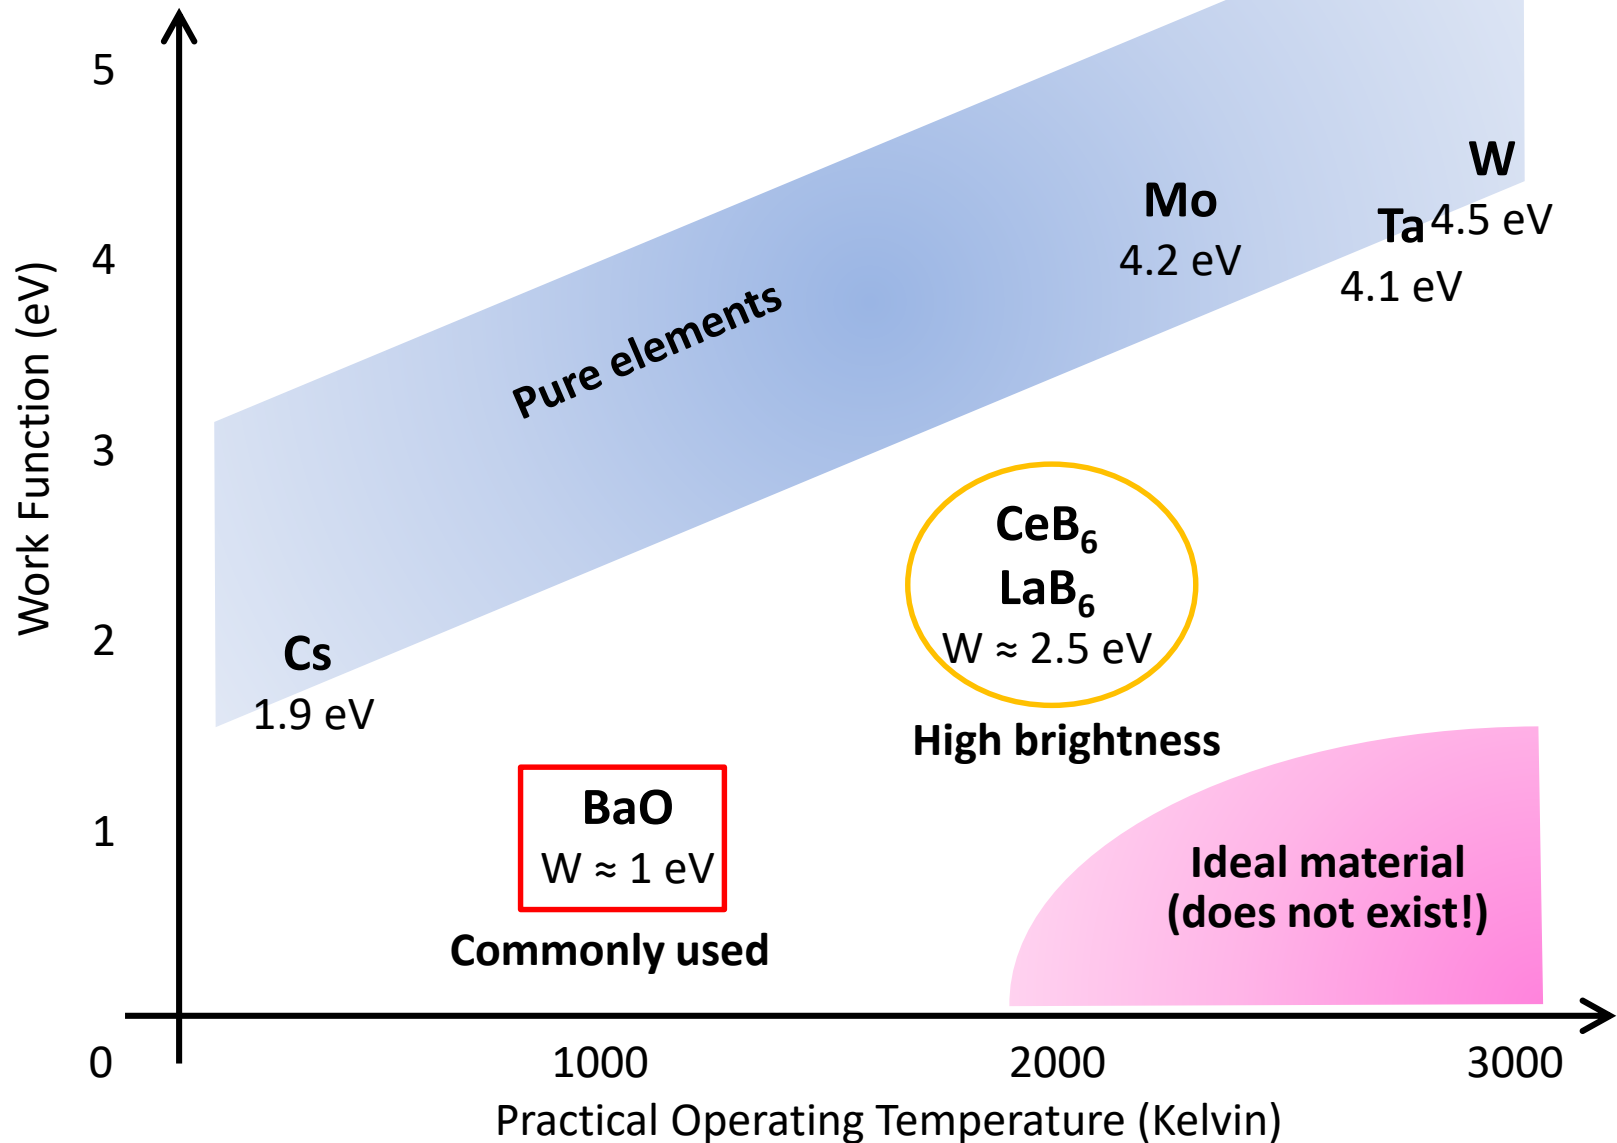 5
4
3
2
1
0
Work Function (eV)
Pure elements
Mo
4.2 eV
W
4.5 eV
Ta
4.1 eV
Cs
1.9 eV
CeB₆
LaB₆
W ≈ 2.5 eV
High brightness
BaO
W ≈ 1 eV
Commonly used
Ideal material
(does not exist!)
1000
2000
3000
Practical Operating Temperature (Kelvin)